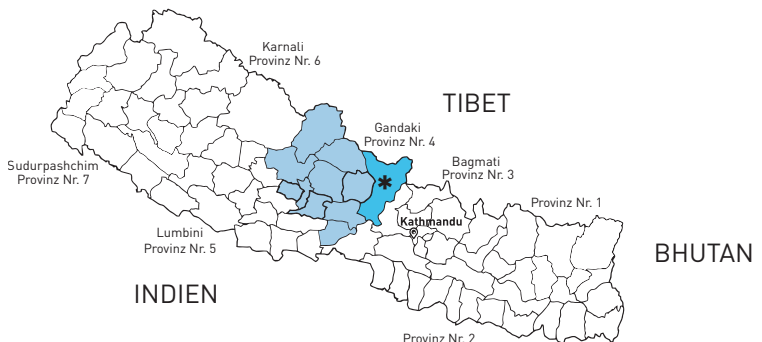 Karnali
Provinz Nr. 6
TIBET
Gandaki
Provinz Nr. 4
Bagmati
Provinz Nr. 3
Sudurpashchim
Provinz Nr. 7
Provinz Nr. 1
Kathmandu
Lumbini
Provinz Nr. 5
BHUTAN
INDIEN
Provinz Nr. 2